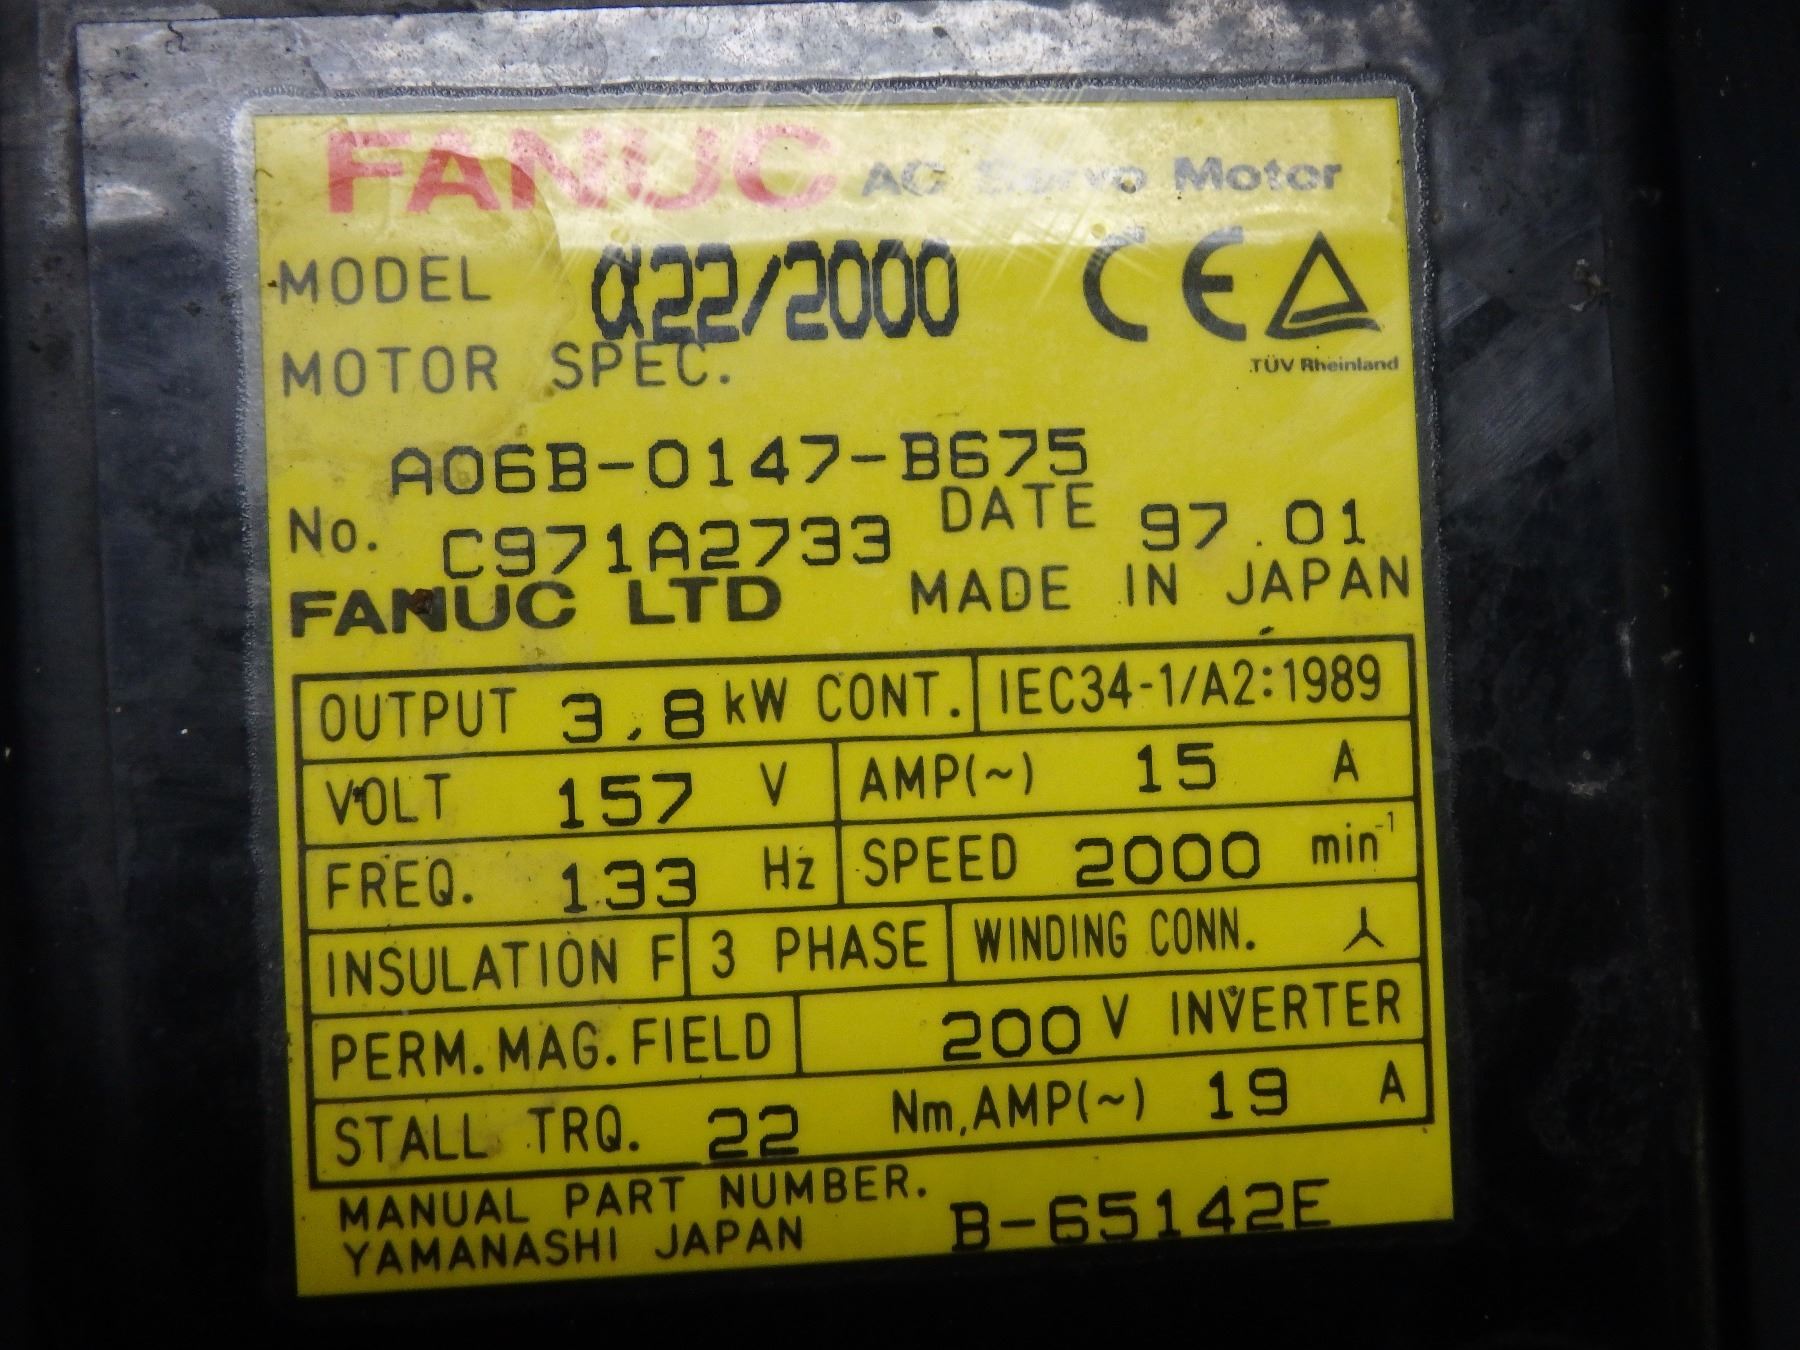 FANUC AC Servo Motor
MODEL α22/2000 CE
TÜV Rheinland
MOTOR SPEC.
A06B-0147-B675
No. C971A2733 DATE 97.01
FANUC LTD MADE IN JAPAN
OUTPUT 3.8 kW CONT. IEC34-1/A2:1989
VOLT 157 V AMP(~) 15 A
FREQ. 133 Hz SPEED 2000 min⁻¹
INSULATION F 3 PHASE WINDING CONN.
PERM. MAG. FIELD 200 V INVERTER
STALL TRQ. 22 Nm, AMP(~) 19 A
MANUAL PART NUMBER. B-65142E
YAMANASHI JAPAN